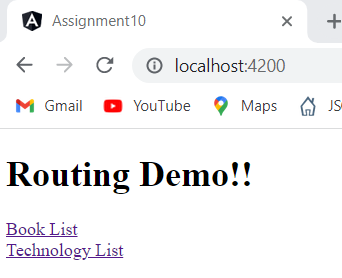 Assignment10
localhost:4200
Gmail YouTube Maps JS
Routing Demo!!
Book List
Technology List